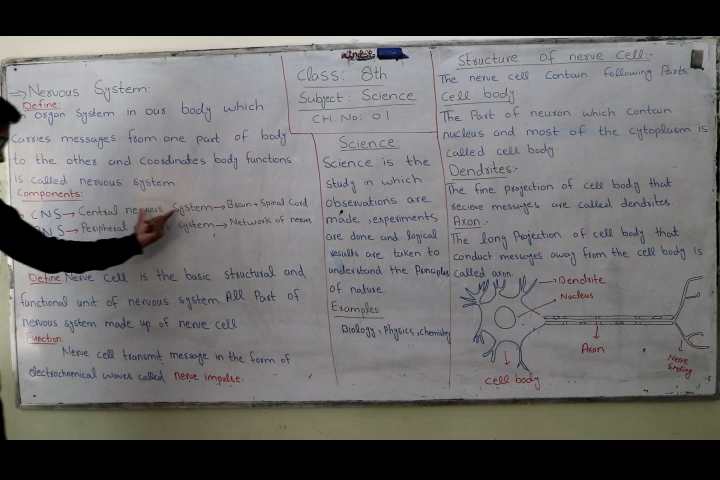 ⇒ Nervous System:
Define:
organ System in our body which
carries messages from one part of body
to the other and coordinates body functions
is called nervous system
Components:
CNS → Central nervous System → Brain + Spinal Cord
PNS → Peripheral system → Network of nerves
Define Nerve Cell is the basic structural and
functional unit of nervous system. All Part of
nervous system made up of nerve cell
Function:
Nerve cell transmit message in the form of
electrochemical waves called nerve impulse.
Class: 8th
Subject: Science
CH. No: 01
Science:
Science is the
study in which
observations are
made, experiments
are done and logical
results are taken to
understand the Principles
of nature
Examples
Biology, Physics, Chemistry
Structure of nerve Cell:-
The nerve cell Contain following Parts.
Cell body
The Part of neuron which contain
nucleus and most of the cytoplasm is
called cell body
Dendrites:-
The fine projection of cell body that
recieve messages are called dendrites.
Axon:-
The long Projection of cell body that
conduct messages away from the cell body is
called axon.
Dendrite
Nucleus
Axon
Nerve
Ending
cell body